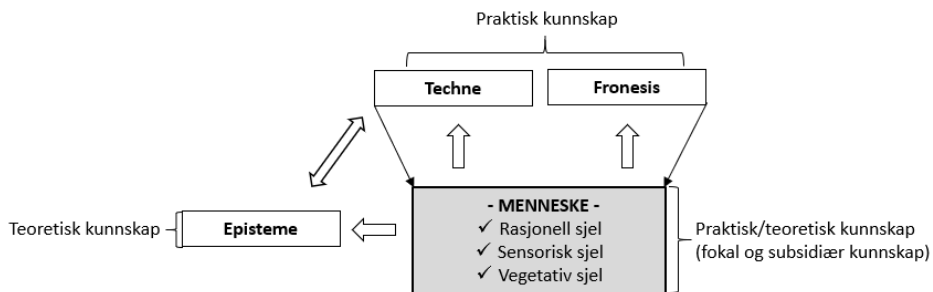 Praktisk kunnskap
Techne
Fronesis
- MENNESKE -
✓ Rasjonell sjel
✓ Sensorisk sjel
✓ Vegetativ sjel
Teoretisk kunnskap
Episteme
Praktisk/teoretisk kunnskap
(fokal og subsidiær kunnskap)